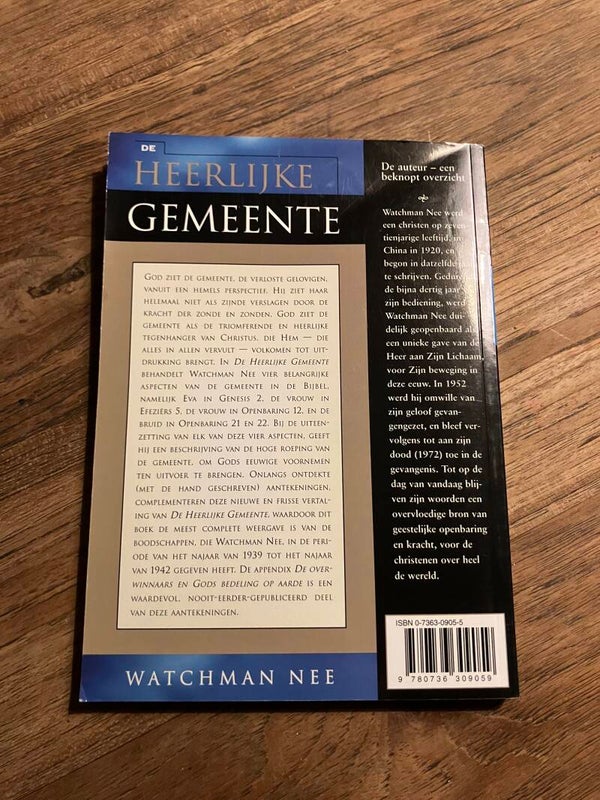 DE
HEERLIJKE
GEMEENTE
GOD ZIET DE GEMEENTE, DE VERLOSTE GELOVIGEN,
VANUIT EEN HEMELS PERSPECTIEF. HIJ ZIET HAAR
HELEMAAL NIET ALS ZIJNDE VERSLAGEN DOOR DE
KRACHT DER ZONDE EN ZONDEN. GOD ZIET DE
GEMEENTE ALS DE TRIOMFERENDE EN HEERLIJKE
TEGENHANGER VAN CHRISTUS, DIE HEM — DIE
DIE ALLES IN ALLEN VERVULT — VOLKOMEN TOT UIT-
DRUKKING BRENGT. IN DE HEERLIJKE GEMEENTE
BEHANDELT WATCHMAN NEE VIER BELANGRIJKE
ASPECTEN VAN DE GEMEENTE IN DE BIJBEL,
NAMELIJK EVA IN GENESIS 2, DE VROUW IN
EFEZIËRS 5, DE VROUW IN OPENBARING 12, EN DE
BRUID IN OPENBARING 21 EN 22. BIJ DE UITEEN-
ZETTING VAN ELK VAN DEZE VIER ASPECTEN, GEEFT
HIJ EEN BESCHRIJVING VAN DE HOGE ROEPING VAN
DE GEMEENTE, OM GODS EEUWIGE VOORNEMEN
TEN UITVOER TE BRENGEN. ONLANGS ONTDEKTE
(MET DE HAND GESCHREVEN) AANTEKENINGEN,
COMPLEMENTEREN DEZE NIEUWE EN FRISSE VERTA-
LING VAN DE HEERLIJKE GEMEENTE, WAARDOOR DIT
BOEK DE MEEST COMPLETE WEERGAVE IS VAN DE
BOODSCHAPPEN, DIE WATCHMAN NEE, IN DE PERI-
ODE VAN HET NAJAAR VAN 1939 TOT HET NAJAAR
VAN 1942 GEGEVEN HEEFT. DE APPENDIX DE OVER-
WINNAARS EN GODS BEDELING OP AARDE IS EEN
WAARDEVOL, NOOIT-EERDER-GEPUBLICEERD DEEL
VAN DEZE AANTEKENINGEN.
WATCHMAN NEE
De auteur – een
beknopt overzicht
Watchman Nee werd
een christen op zeven-
tienjarige leeftijd, in
China in 1920, en
begon in datzelfde jaar
te schrijven. Gedurende
de bijna dertig jaar van
zijn bediening, werd
Watchman Nee dui-
delijk geopenbaard als
een unieke gave van de
Heer aan Zijn Lichaam,
voor Zijn beweging in
deze eeuw. In 1952
werd hij omwille van
zijn geloof gevan-
gengezet, en bleef ver-
volgens tot aan zijn
dood (1972) toe in de
gevangenis. Tot op de
dag van vandaag blij-
ven zijn woorden een
overvloedige bron van
geestelijke openbaring
en kracht, voor de
christenen over heel
de wereld.
ISBN 0-7363-0905-5
9 780736 309059